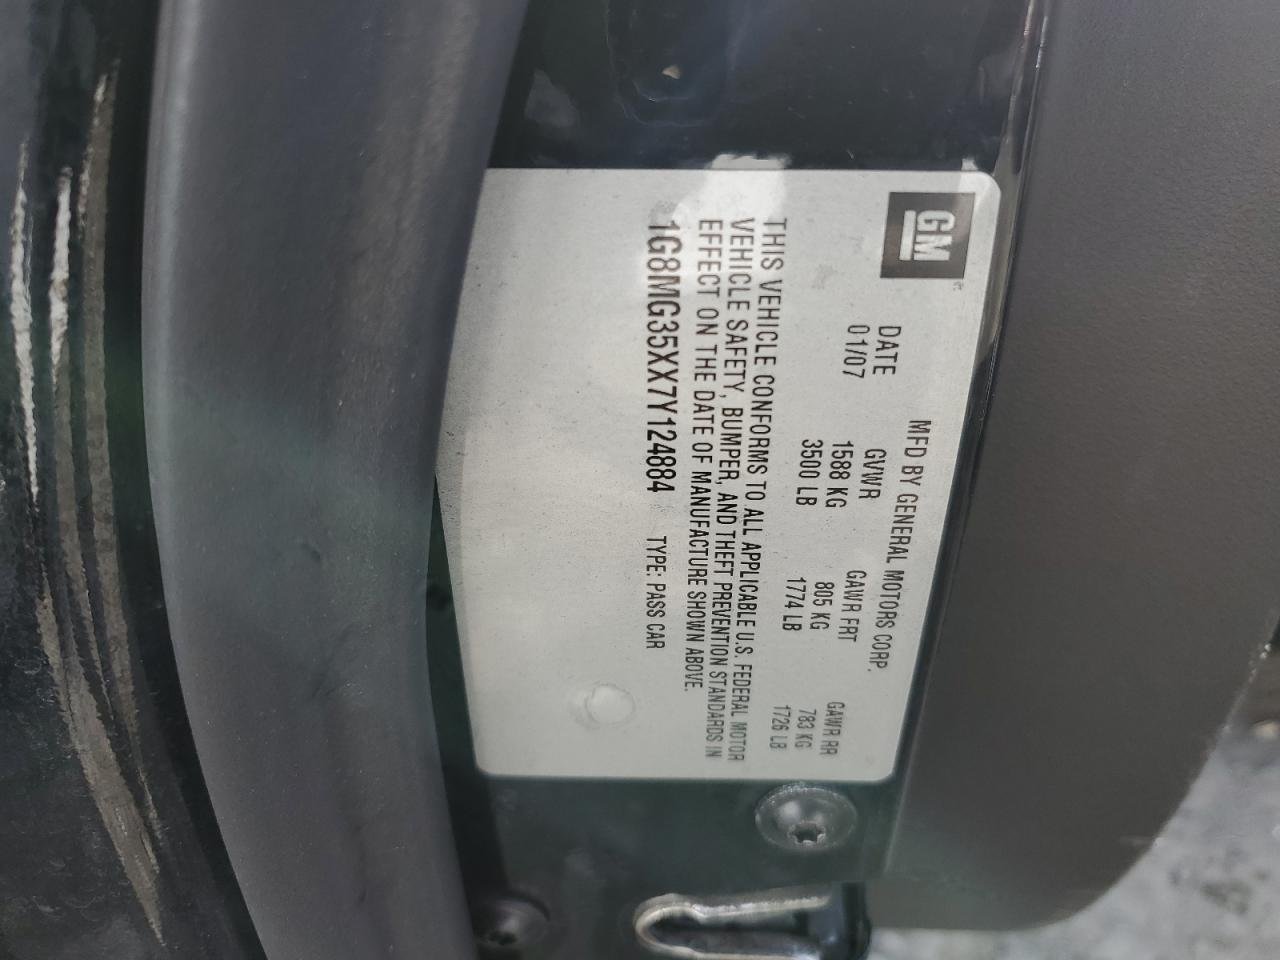 GM
MFD BY GENERAL MOTORS CORP.
DATE GVWR GAWR FRT GAWR RR
01/07 1588 KG 805 KG 783 KG
3500 LB 1774 LB 1726 LB
THIS VEHICLE CONFORMS TO ALL APPLICABLE U.S. FEDERAL MOTOR
VEHICLE SAFETY, BUMPER, AND THEFT PREVENTION STANDARDS IN
EFFECT ON THE DATE OF MANUFACTURE SHOWN ABOVE.
1G8MG35XX7Y124884 TYPE: PASS CAR